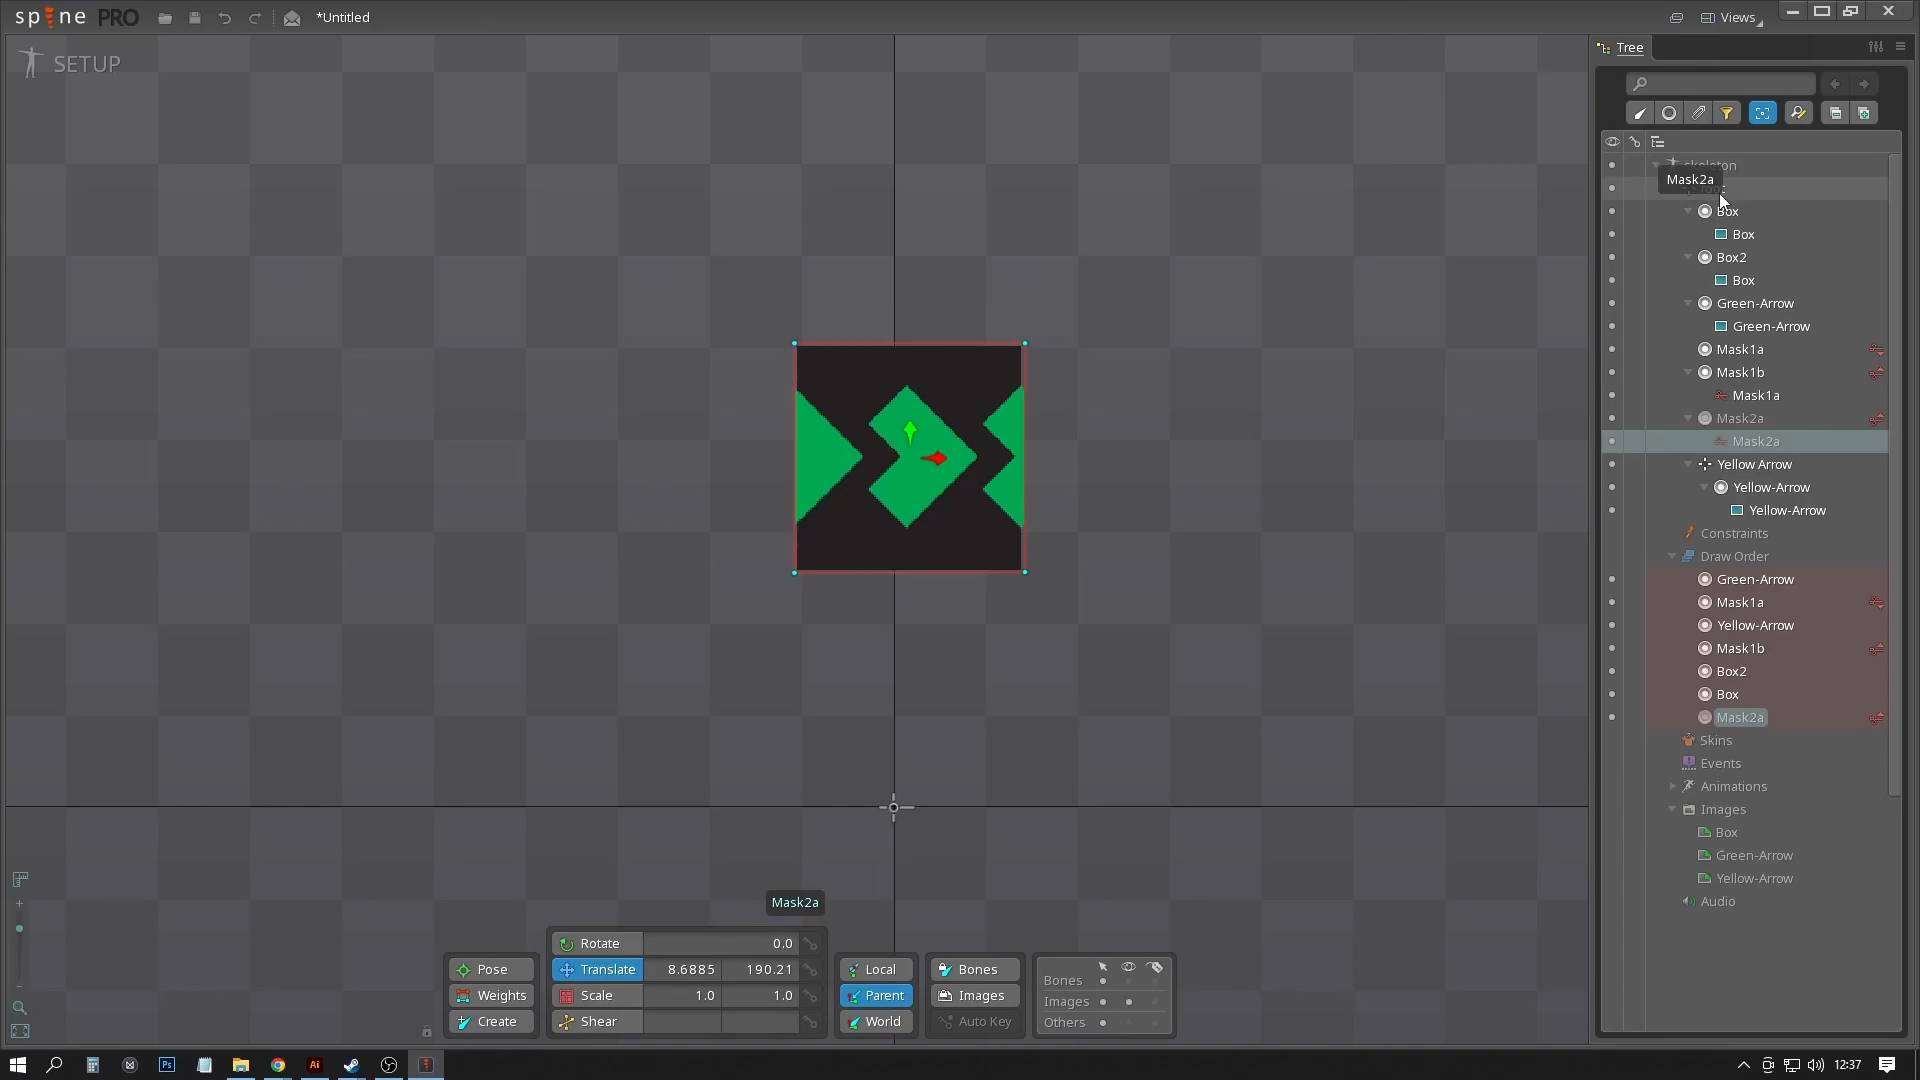 spine PRO
*Untitled
Views
SETUP
Tree
skeleton
Mask2a
Box
Box
Box2
Box
Green-Arrow
Green-Arrow
Mask1a
Mask1b
Mask1a
Mask2a
Mask2a
Yellow Arrow
Yellow-Arrow
Yellow-Arrow
Constraints
Draw Order
Green-Arrow
Mask1a
Yellow-Arrow
Mask1b
Box2
Box
Mask2a
Skins
Events
Animations
Images
Box
Green-Arrow
Yellow-Arrow
Audio
Mask2a
Pose
Weights
Create
Rotate 0.0
Translate 8.6885 190.21
Scale 1.0 1.0
Shear
Local
Parent
World
Bones
Images
Auto Key
Bones
Images
Others
Ps
Ai
12:37